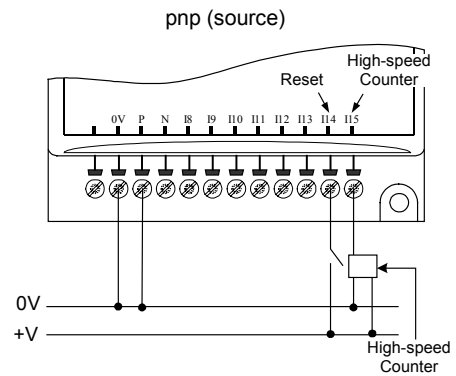 pnp (source)
High-speed
Counter
Reset
0V P N I8 I9 I10 I11 I12 I13 I14 I15
0V
+V
High-speed
Counter